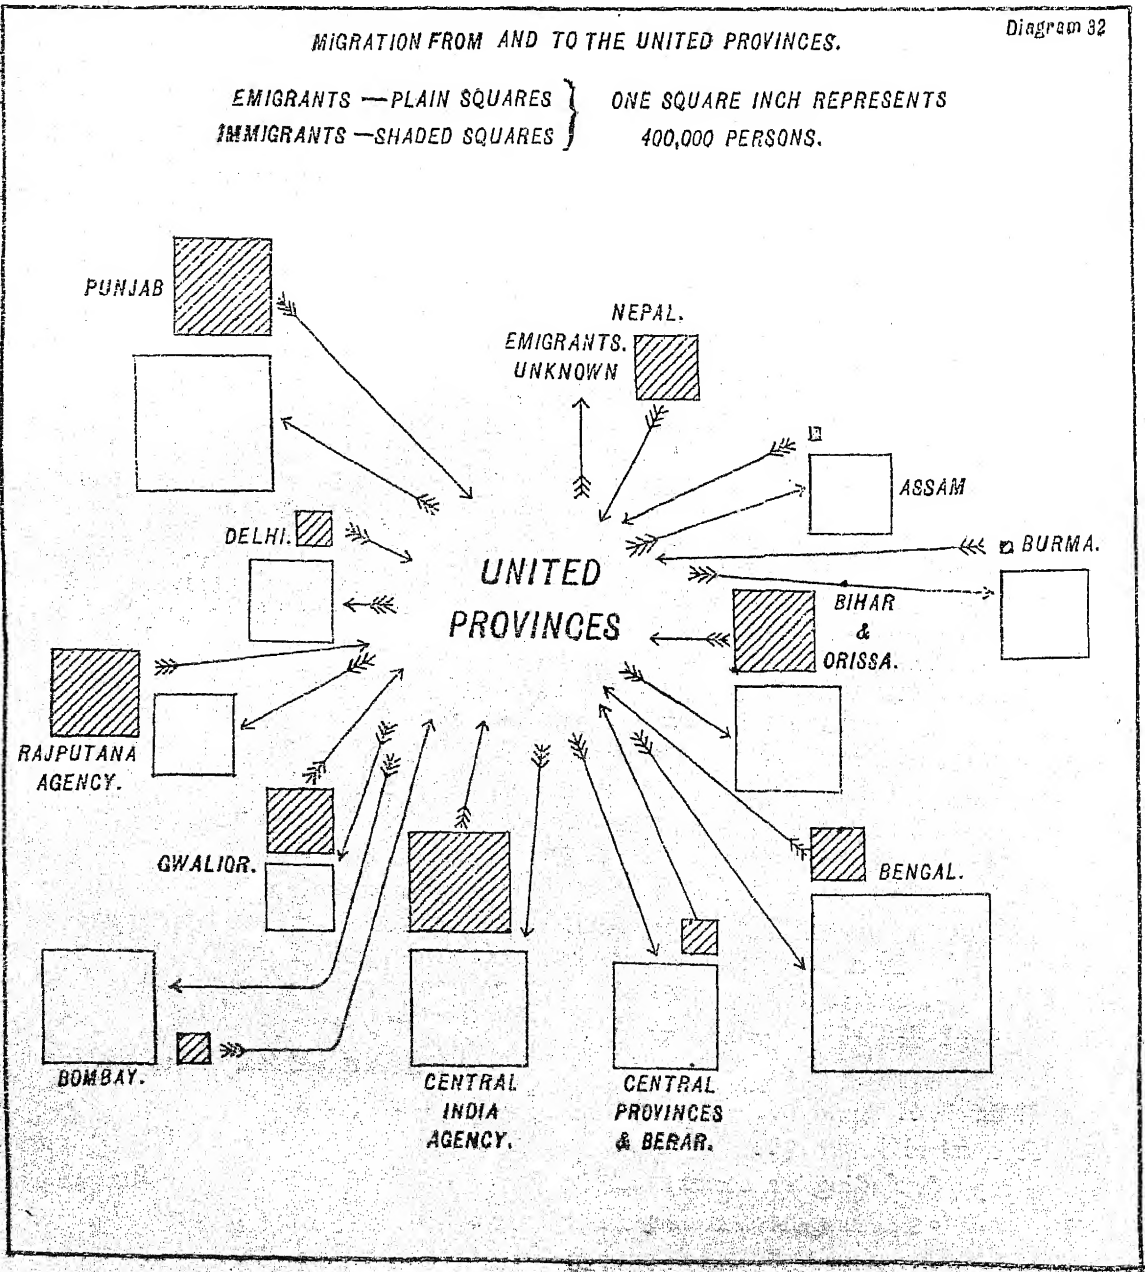 Diagram 32
MIGRATION FROM AND TO THE UNITED PROVINCES.
EMIGRANTS — PLAIN SQUARES
IMMIGRANTS — SHADED SQUARES
ONE SQUARE INCH REPRESENTS
400,000 PERSONS.
PUNJAB
NEPAL.
EMIGRANTS.
UNKNOWN
ASSAM
DELHI.
BURMA.
UNITED
PROVINCES
BIHAR
&
ORISSA.
RAJPUTANA
AGENCY.
GWALIOR.
BENGAL.
BOMBAY.
CENTRAL
INDIA
AGENCY.
CENTRAL
PROVINCES
& BERAR.